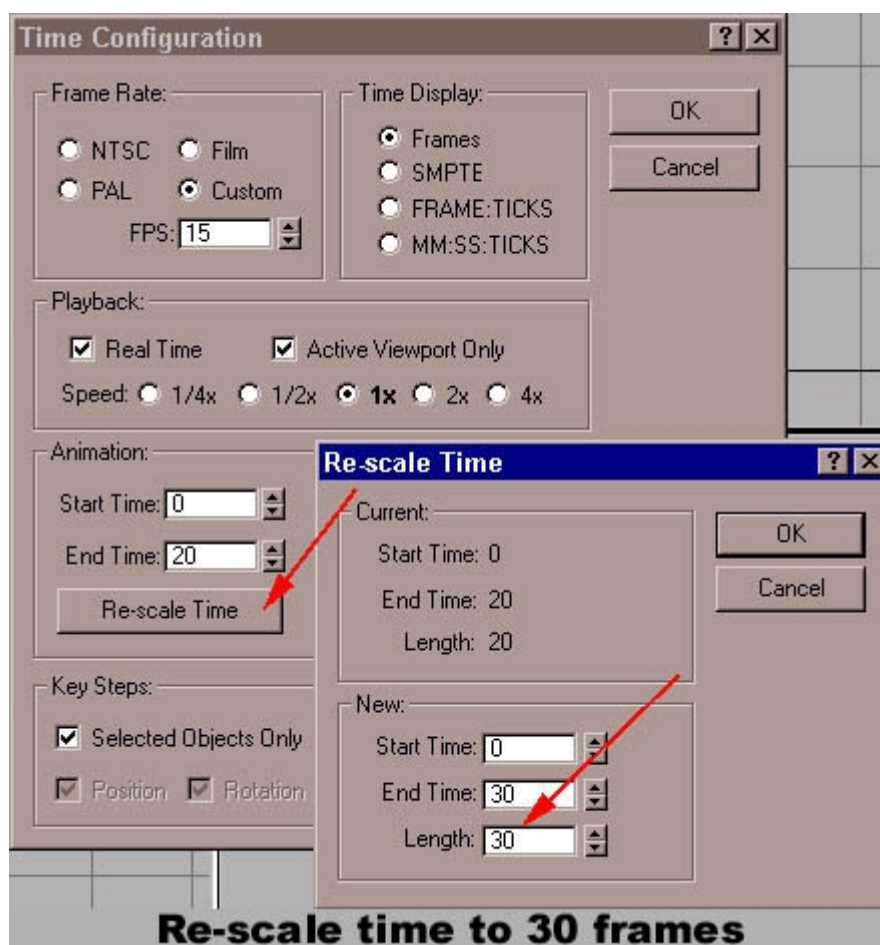 Time Configuration
Frame Rate:
NTSC Film
PAL Custom
FPS: 15
Time Display:
Frames
SMPTE
FRAME:TICKS
MM:SS:TICKS
OK
Cancel
Playback:
Real Time Active Viewport Only
Speed: 1/4x 1/2x 1x 2x 4x
Animation:
Start Time: 0
End Time: 20
Re-scale Time
Key Steps:
Selected Objects Only
Position Rotation
Re-scale Time
Current:
Start Time: 0
End Time: 20
Length: 20
OK
Cancel
New:
Start Time: 0
End Time: 30
Length: 30
Re-scale time to 30 frames